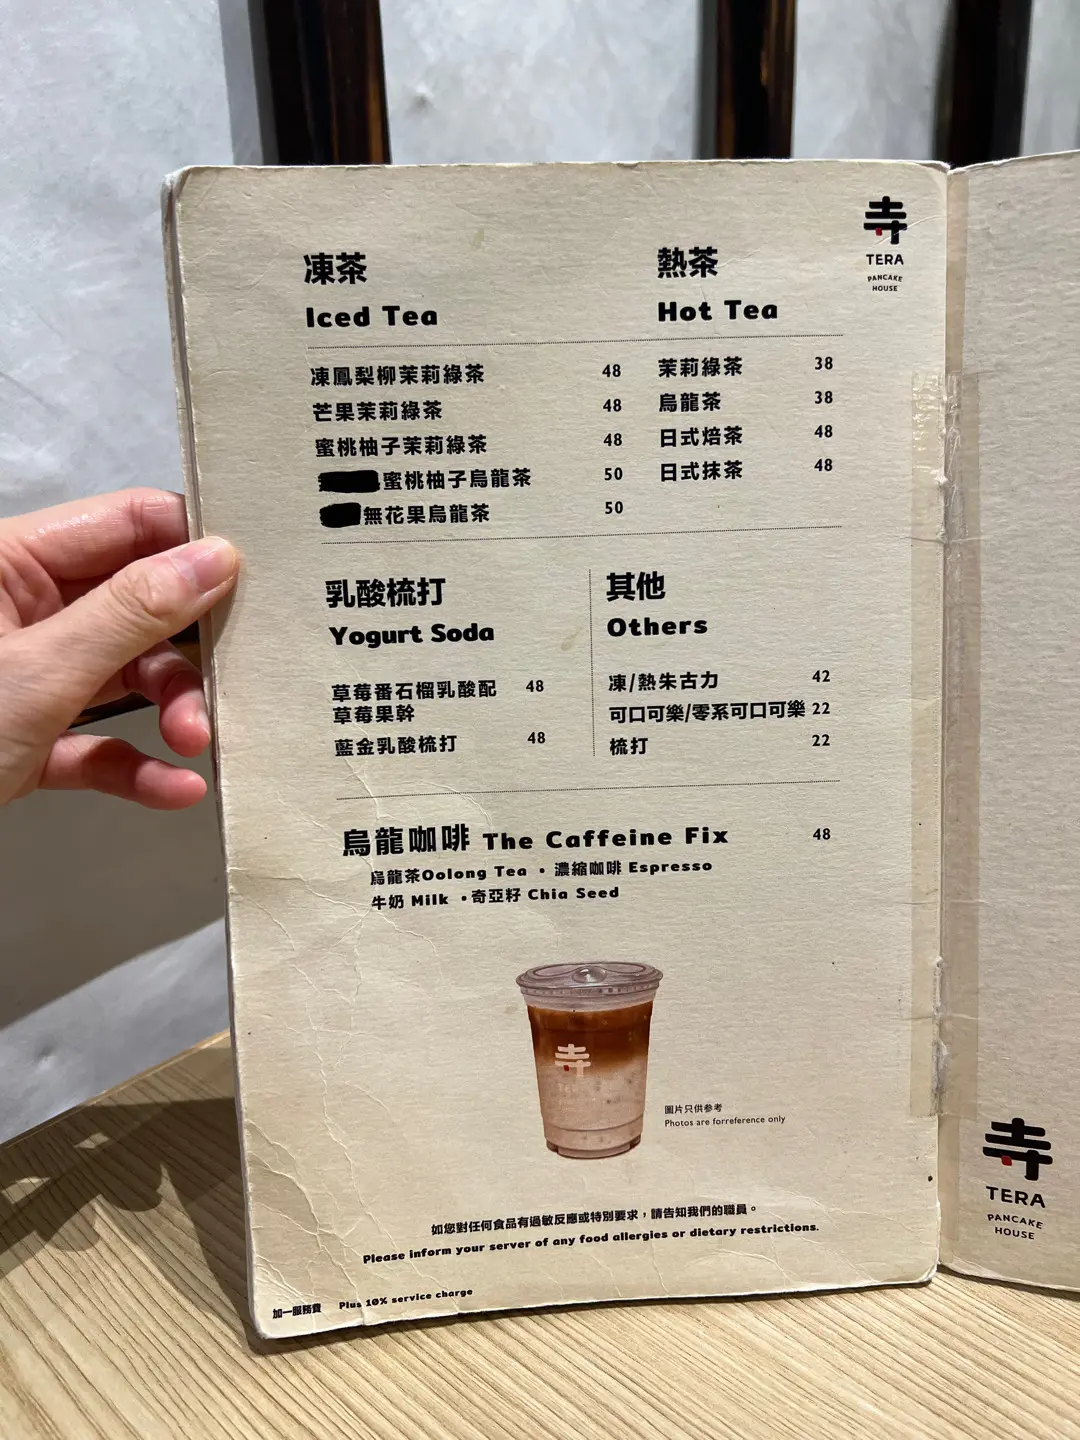 寺
TERA
PANCAKE
HOUSE
凍茶
Iced Tea
凍鳳梨柳茉莉綠茶 48
芒果茉莉綠茶 48
蜜桃柚子茉莉綠茶 48
蜜桃柚子烏龍茶 50
無花果烏龍茶 50
熱茶
Hot Tea
茉莉綠茶 38
烏龍茶 38
日式焙茶 48
日式抹茶 48
乳酸梳打
Yogurt Soda
草莓番石榴乳酸配 48
草莓果幹
藍金乳酸梳打 48
其他
Others
凍/熱朱古力 42
可口可樂/零系可口可樂 22
梳打 22
烏龍咖啡 The Caffeine Fix 48
烏龍茶Oolong Tea • 濃縮咖啡 Espresso
牛奶 Milk •奇亞籽 Chia Seed
寺
圖片只供參考
Photos are forreference only
如您對任何食品有過敏反應或特別要求，請告知我們的職員。
Please inform your server of any food allergies or dietary restrictions.
加一服務費 Plus 10% service charge
寺
TERA
PANCAKE
HOUSE